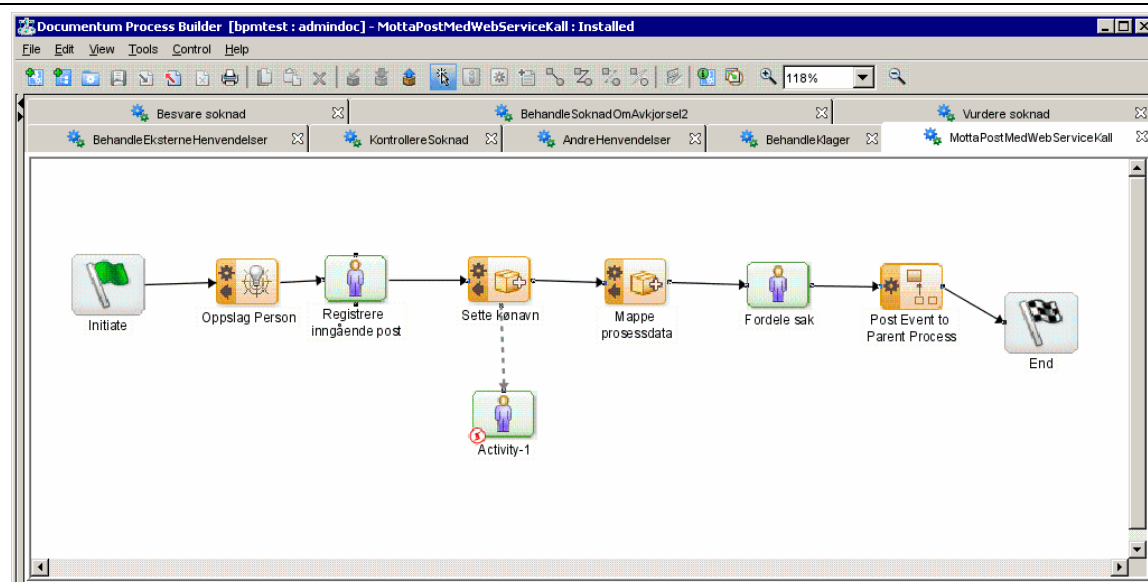 Documentum Process Builder [bpmtest : admindoc] - MottaPostMedWebServiceKall : Installed
File Edit View Tools Control Help
118%
Besvare soknad
BehandleSoknadOmAvkjorsel2
Vurdere soknad
BehandleEksterneHenvendelser
KontrollereSoknad
AndreHenvendelser
BehandleKlager
MottaPostMedWebServiceKall
Initiate
Oppslag Person
Registrere
inngående post
Sette kønavn
Mappe
prosessdata
Fordele sak
Post Event to
Parent Process
End
Activity-1